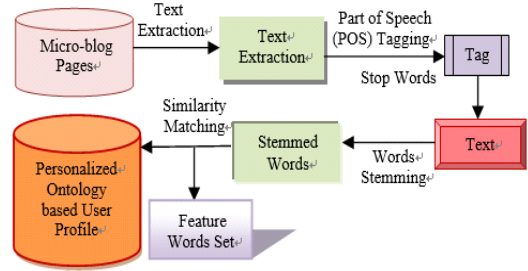 Micro-blog
Pages
Text
Extraction
Text
Extraction
Part of Speech
(POS) Tagging
Stop Words
Tag
Text
Words
Stemming
Stemmed
Words
Similarity
Matching
Feature
Words Set
Personalized
Ontology
based User
Profile